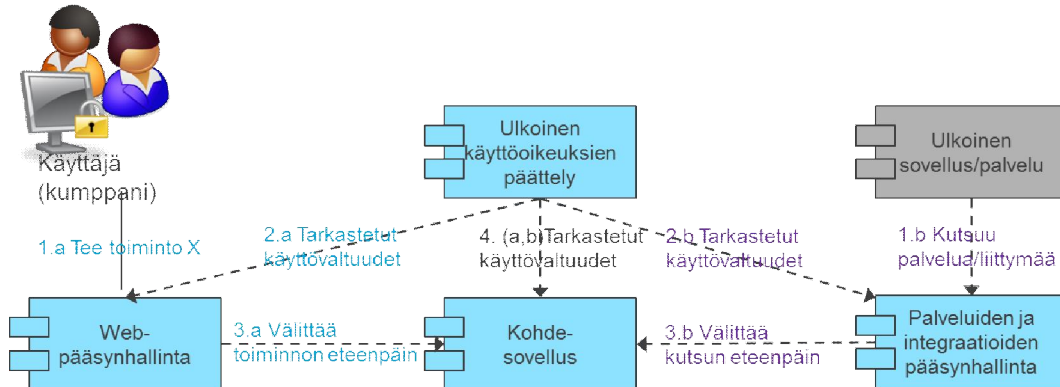 Käyttäjä
(kumppani)
Ulkoinen
käyttöoikeuksien
päättely
Ulkoinen
sovellus/palvelu
1.a Tee toiminto X
2.a Tarkastetut
käyttövaltuudet
4. (a,b)Tarkastetut
käyttövaltuudet
2.b Tarkastetut
käyttövaltuudet
1.b Kutsuu
palvelua/liittymää
Web-
pääsynhallinta
3.a Välittää
toiminnon eteenpäin
Kohde-
sovellus
3.b Välittää
kutsun eteenpäin
Palveluiden ja
integraatioiden
pääsynhallinta